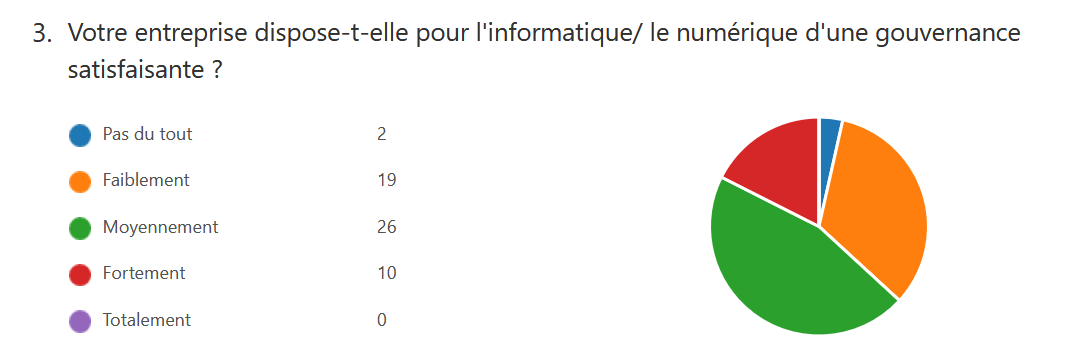 3. Votre entreprise dispose-t-elle pour l'informatique/ le numérique d'une gouvernance
satisfaisante ?
Pas du tout 2
Faiblement 19
Moyennement 26
Fortement 10
Totalement 0